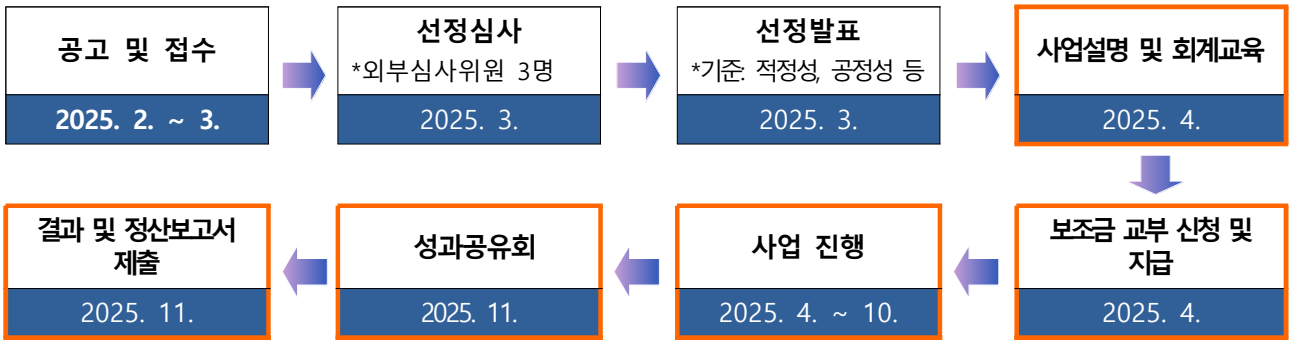 공고 및 접수
2025. 2. ~ 3.
선정심사
*외부심사위원 3명
2025. 3.
선정발표
*기준: 적정성, 공정성 등
2025. 3.
사업설명 및 회계교육
2025. 4.
보조금 교부 신청 및
지급
2025. 4.
사업 진행
2025. 4. ~ 10.
성과공유회
2025. 11.
결과 및 정산보고서
제출
2025. 11.